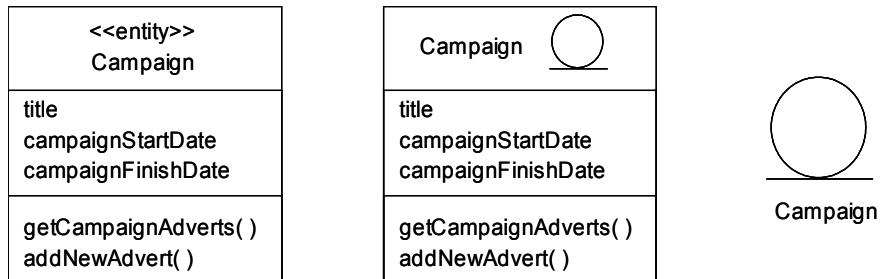 <<entity>>
Campaign
title
campaignStartDate
campaignFinishDate
getCampaignAdverts( )
addNewAdvert( )
Campaign
title
campaignStartDate
campaignFinishDate
getCampaignAdverts( )
addNewAdvert( )
Campaign